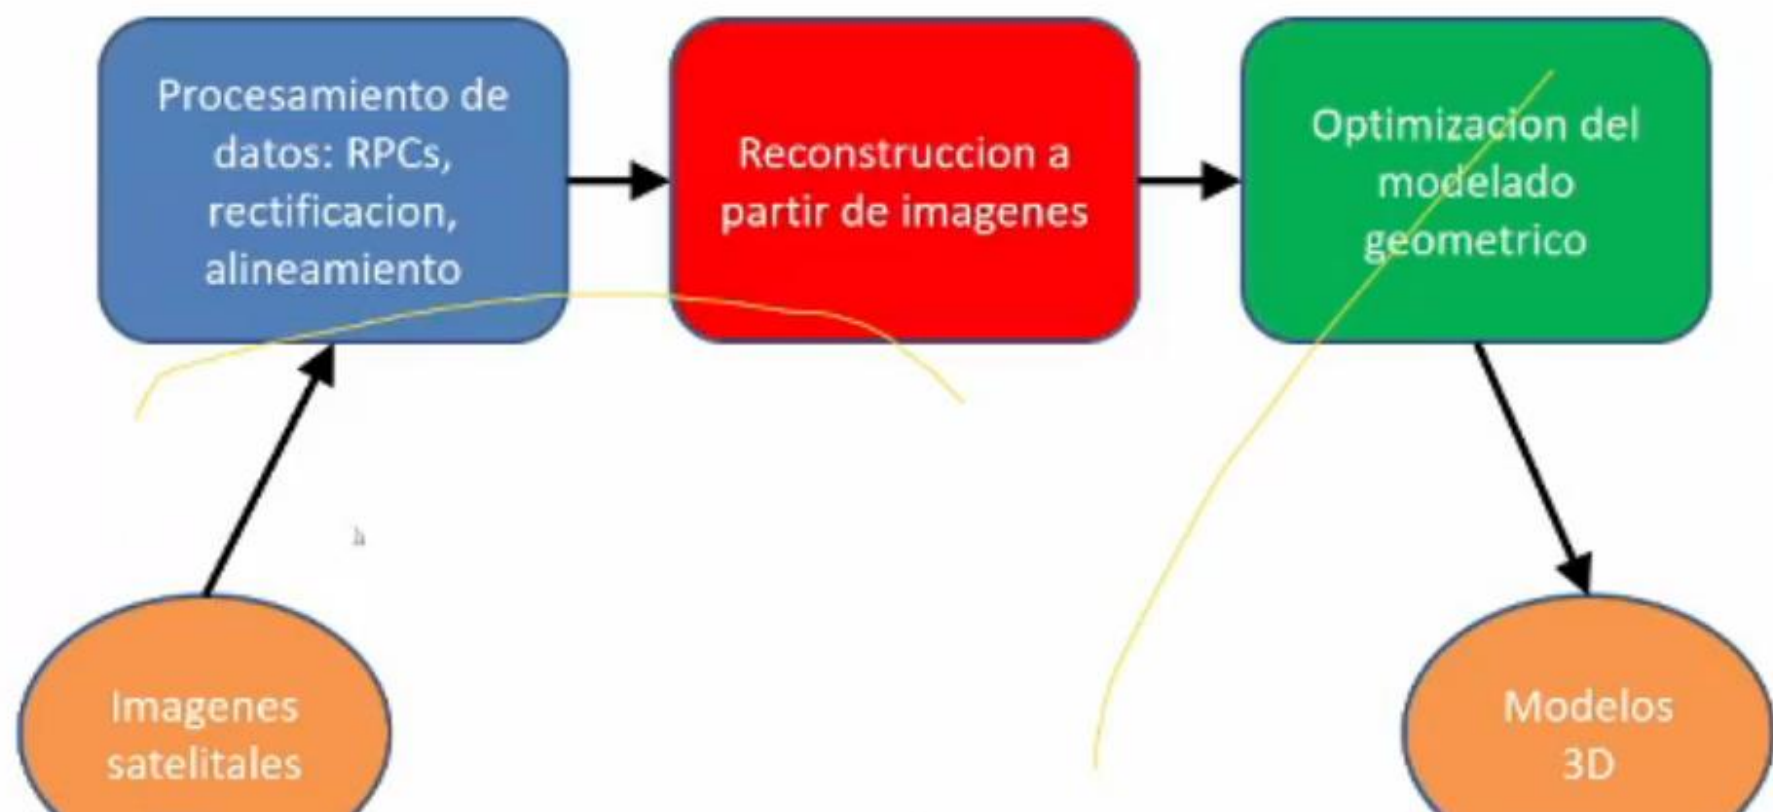 Procesamiento de
datos: RPCs,
rectificacion,
alineamiento
Reconstruccion a
partir de imagenes
Optimizacion del
modelado
geometrico
Imagenes
satelitales
Modelos
3D